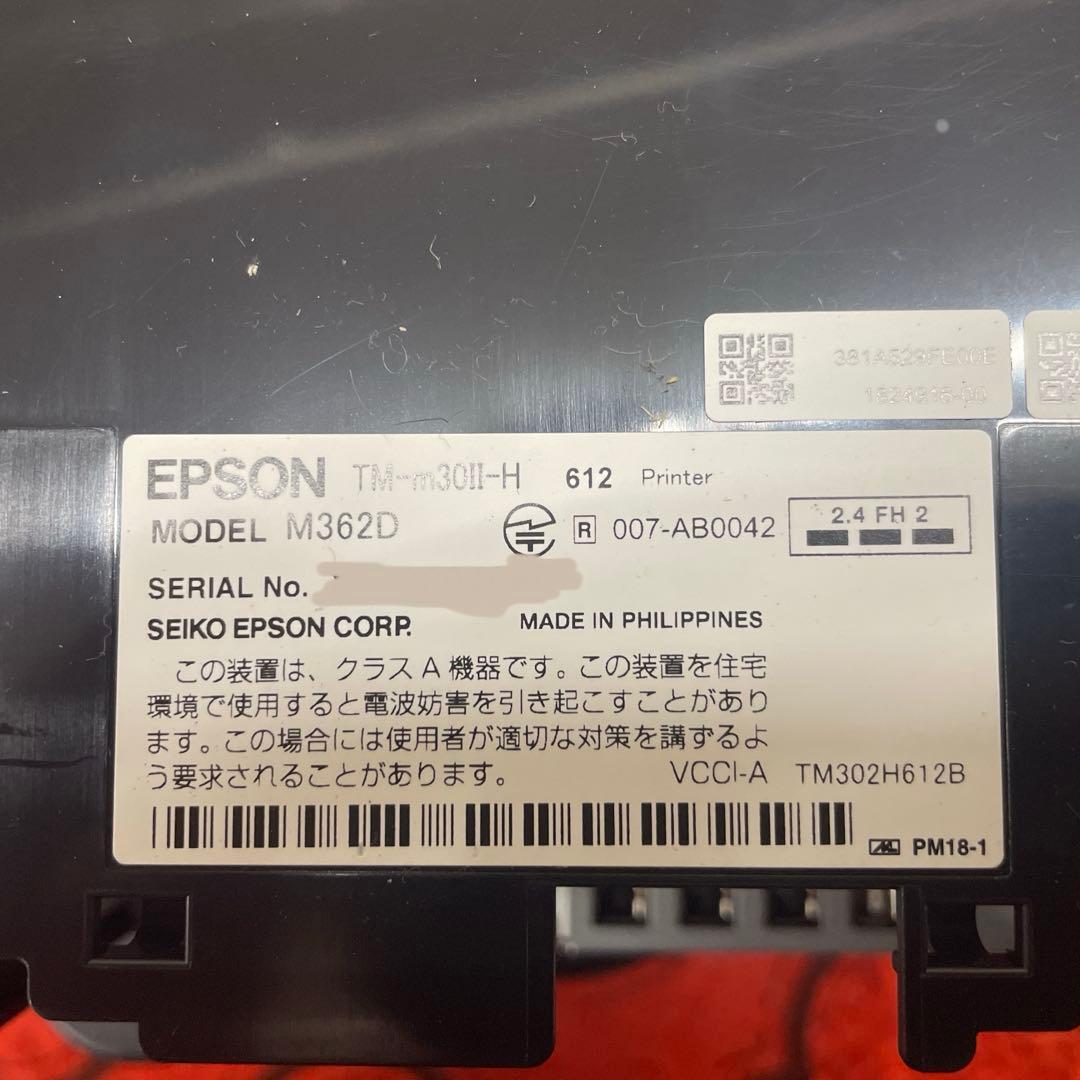 381A529FE00E
1824916-00
EPSON TM-m30II-H 612 Printer
MODEL M362D R 007-AB0042 2.4 FH 2
SERIAL No.
SEIKO EPSON CORP. MADE IN PHILIPPINES
この装置は、クラスA機器です。この装置を住宅
環境で使用すると電波妨害を引き起こすことがあり
ます。この場合には使用者が適切な対策を講ずるよ
う要求されることがあります。 VCCI-A TM302H612B
PM18-1